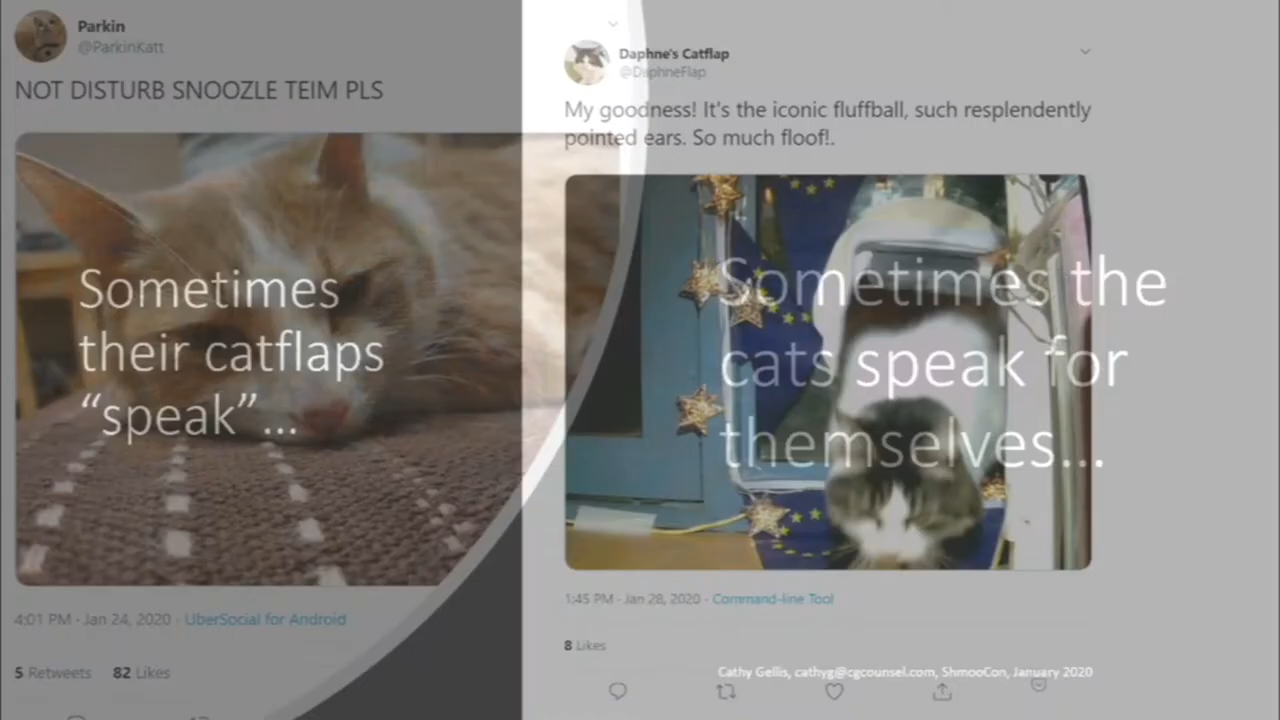 Parkin
@ParkinKatt
NOT DISTURB SNOOZLE TEIM PLS
Sometimes
their catflaps
“speak”...
4:01 PM · Jan 24, 2020 · UberSocial for Android
5 Retweets 82 Likes
Daphne's Catflap
@DaphneFlap
My goodness! It's the iconic fluffball, such resplendently
pointed ears. So much floof!.
Sometimes the
cats speak for
themselves...
1:45 PM · Jan 28, 2020 · Command-line Tool
8 Likes
Cathy Gellis, cathyg@cgcounsel.com, ShmooCon, January 2020